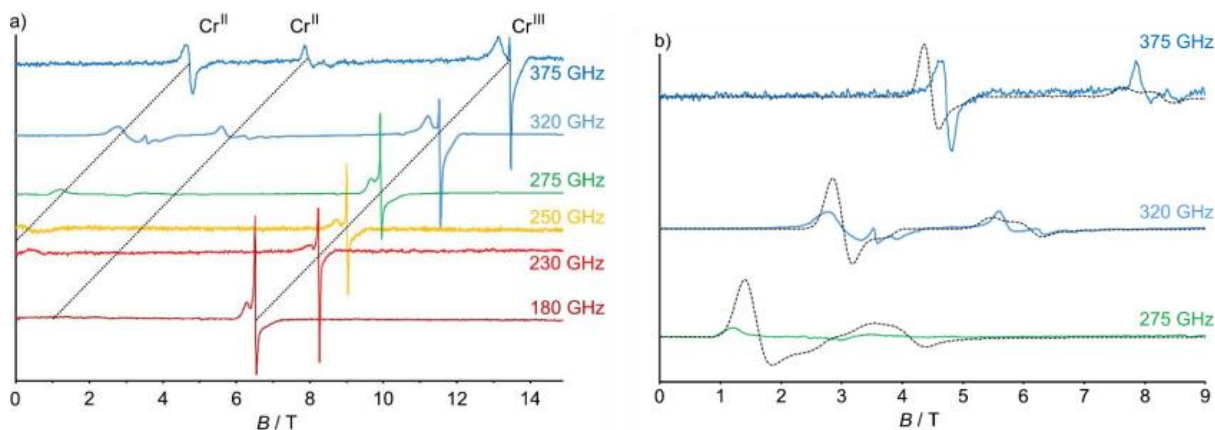 a)
Cr^II Cr^II Cr^III
375 GHz
320 GHz
275 GHz
250 GHz
230 GHz
180 GHz
0 2 4 6 8 10 12 14
B / T
b)
375 GHz
320 GHz
275 GHz
0 1 2 3 4 5 6 7 8 9
B / T